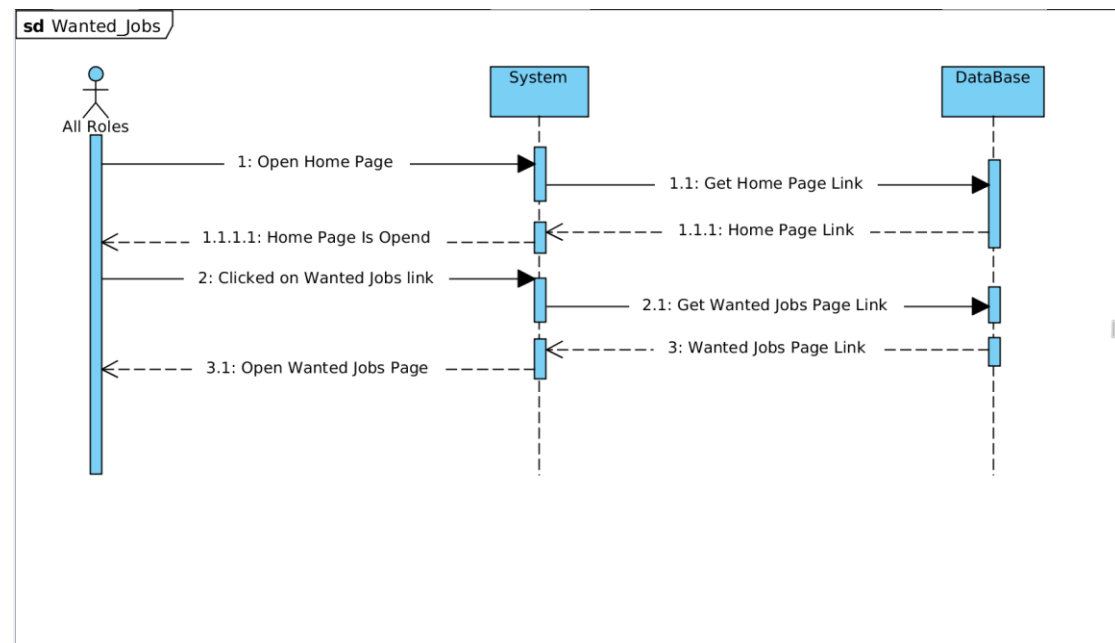 sd Wanted_Jobs
System
DataBase
All Roles
1: Open Home Page
1.1: Get Home Page Link
1.1.1: Home Page Link
1.1.1.1: Home Page Is Opend
2: Clicked on Wanted Jobs link
2.1: Get Wanted Jobs Page Link
3: Wanted Jobs Page Link
3.1: Open Wanted Jobs Page